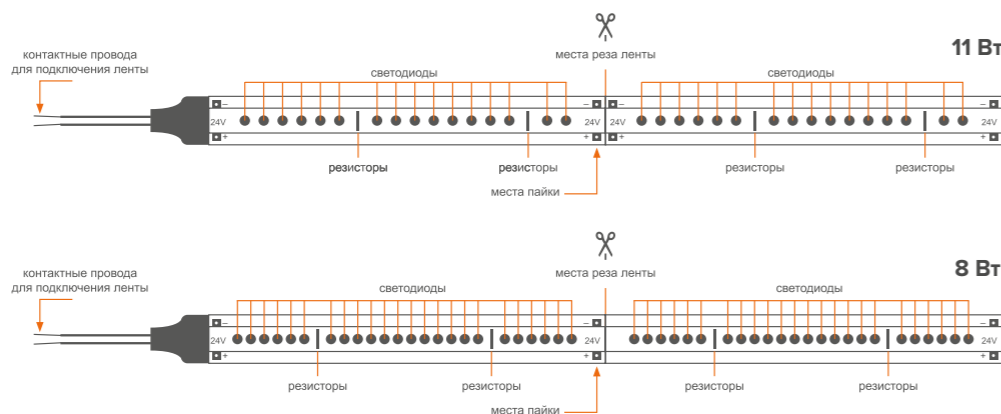 11 Вт
места реза ленты
контактные провода
для подключения ленты
светодиоды
светодиоды
– – –
24V 24V 24V 24V
+ + +
резисторы
резисторы
резисторы
резисторы
места пайки
8 Вт
места реза ленты
контактные провода
для подключения ленты
светодиоды
светодиоды
– – –
24V 24V 24V 24V
+ + +
резисторы
резисторы
резисторы
резисторы
места пайки